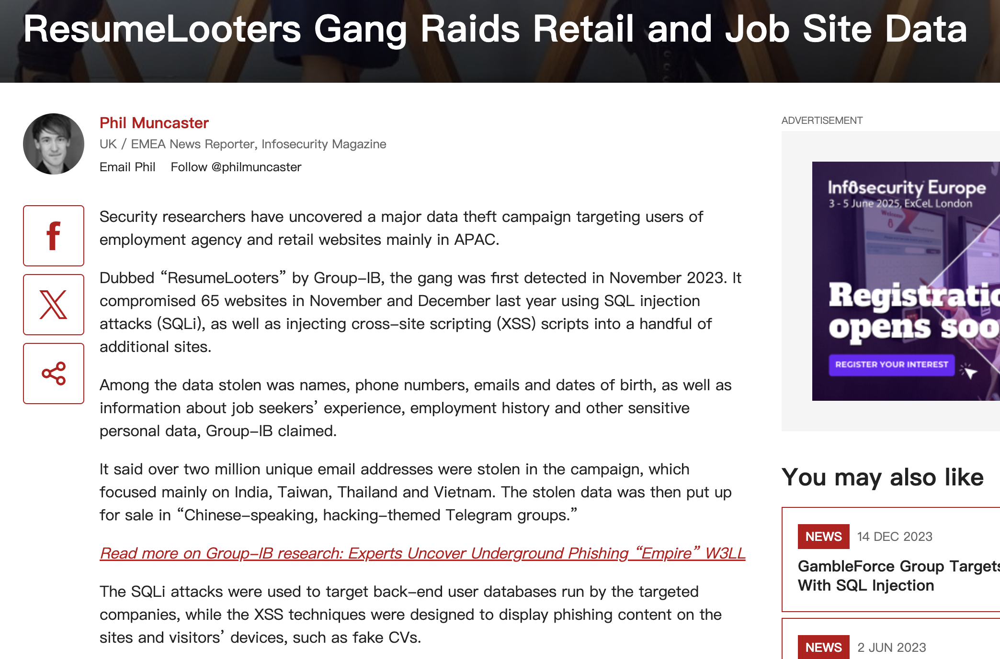 ResumeLooters Gang Raids Retail and Job Site Data
Phil Muncaster
UK / EMEA News Reporter, Infosecurity Magazine
Email Phil Follow @philmuncaster
Security researchers have uncovered a major data theft campaign targeting users of
employment agency and retail websites mainly in APAC.
Dubbed “ResumeLooters” by Group-IB, the gang was first detected in November 2023. It
compromised 65 websites in November and December last year using SQL injection
attacks (SQLi), as well as injecting cross-site scripting (XSS) scripts into a handful of
additional sites.
Among the data stolen was names, phone numbers, emails and dates of birth, as well as
information about job seekers’ experience, employment history and other sensitive
personal data, Group-IB claimed.
It said over two million unique email addresses were stolen in the campaign, which
focused mainly on India, Taiwan, Thailand and Vietnam. The stolen data was then put up
for sale in “Chinese-speaking, hacking-themed Telegram groups.”
Read more on Group-IB research: Experts Uncover Underground Phishing “Empire” W3LL
The SQLi attacks were used to target back-end user databases run by the targeted
companies, while the XSS techniques were designed to display phishing content on the
sites and visitors’ devices, such as fake CVs.
ADVERTISEMENT
Infosecurity Europe
3 - 5 June 2025, ExCeL London
Welcome
Registratio
opens soo
REGISTER YOUR INTEREST
You may also like
NEWS 14 DEC 2023
GambleForce Group Targets
With SQL Injection
NEWS 2 JUN 2023